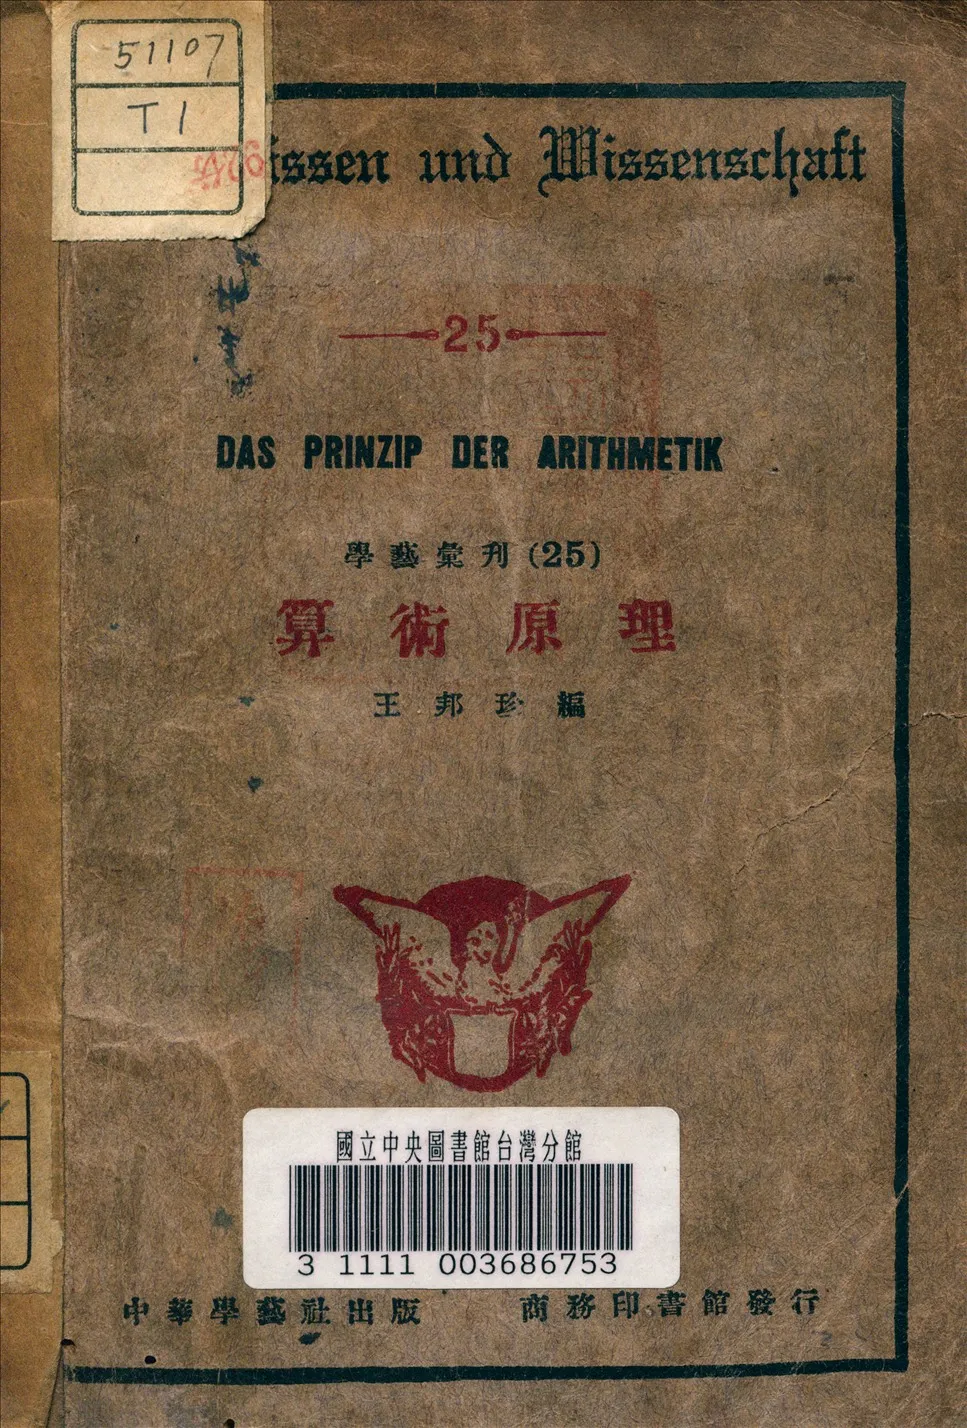 51107
T1
issen und Wissenschaft
25
DAS PRINZIP DER ARITHMETIK
學藝彙刊(25)
算術原理
王邦珍編
國立中央圖書館台灣分館
3 1111 003686753
中華學藝社出版 商務印書館發行